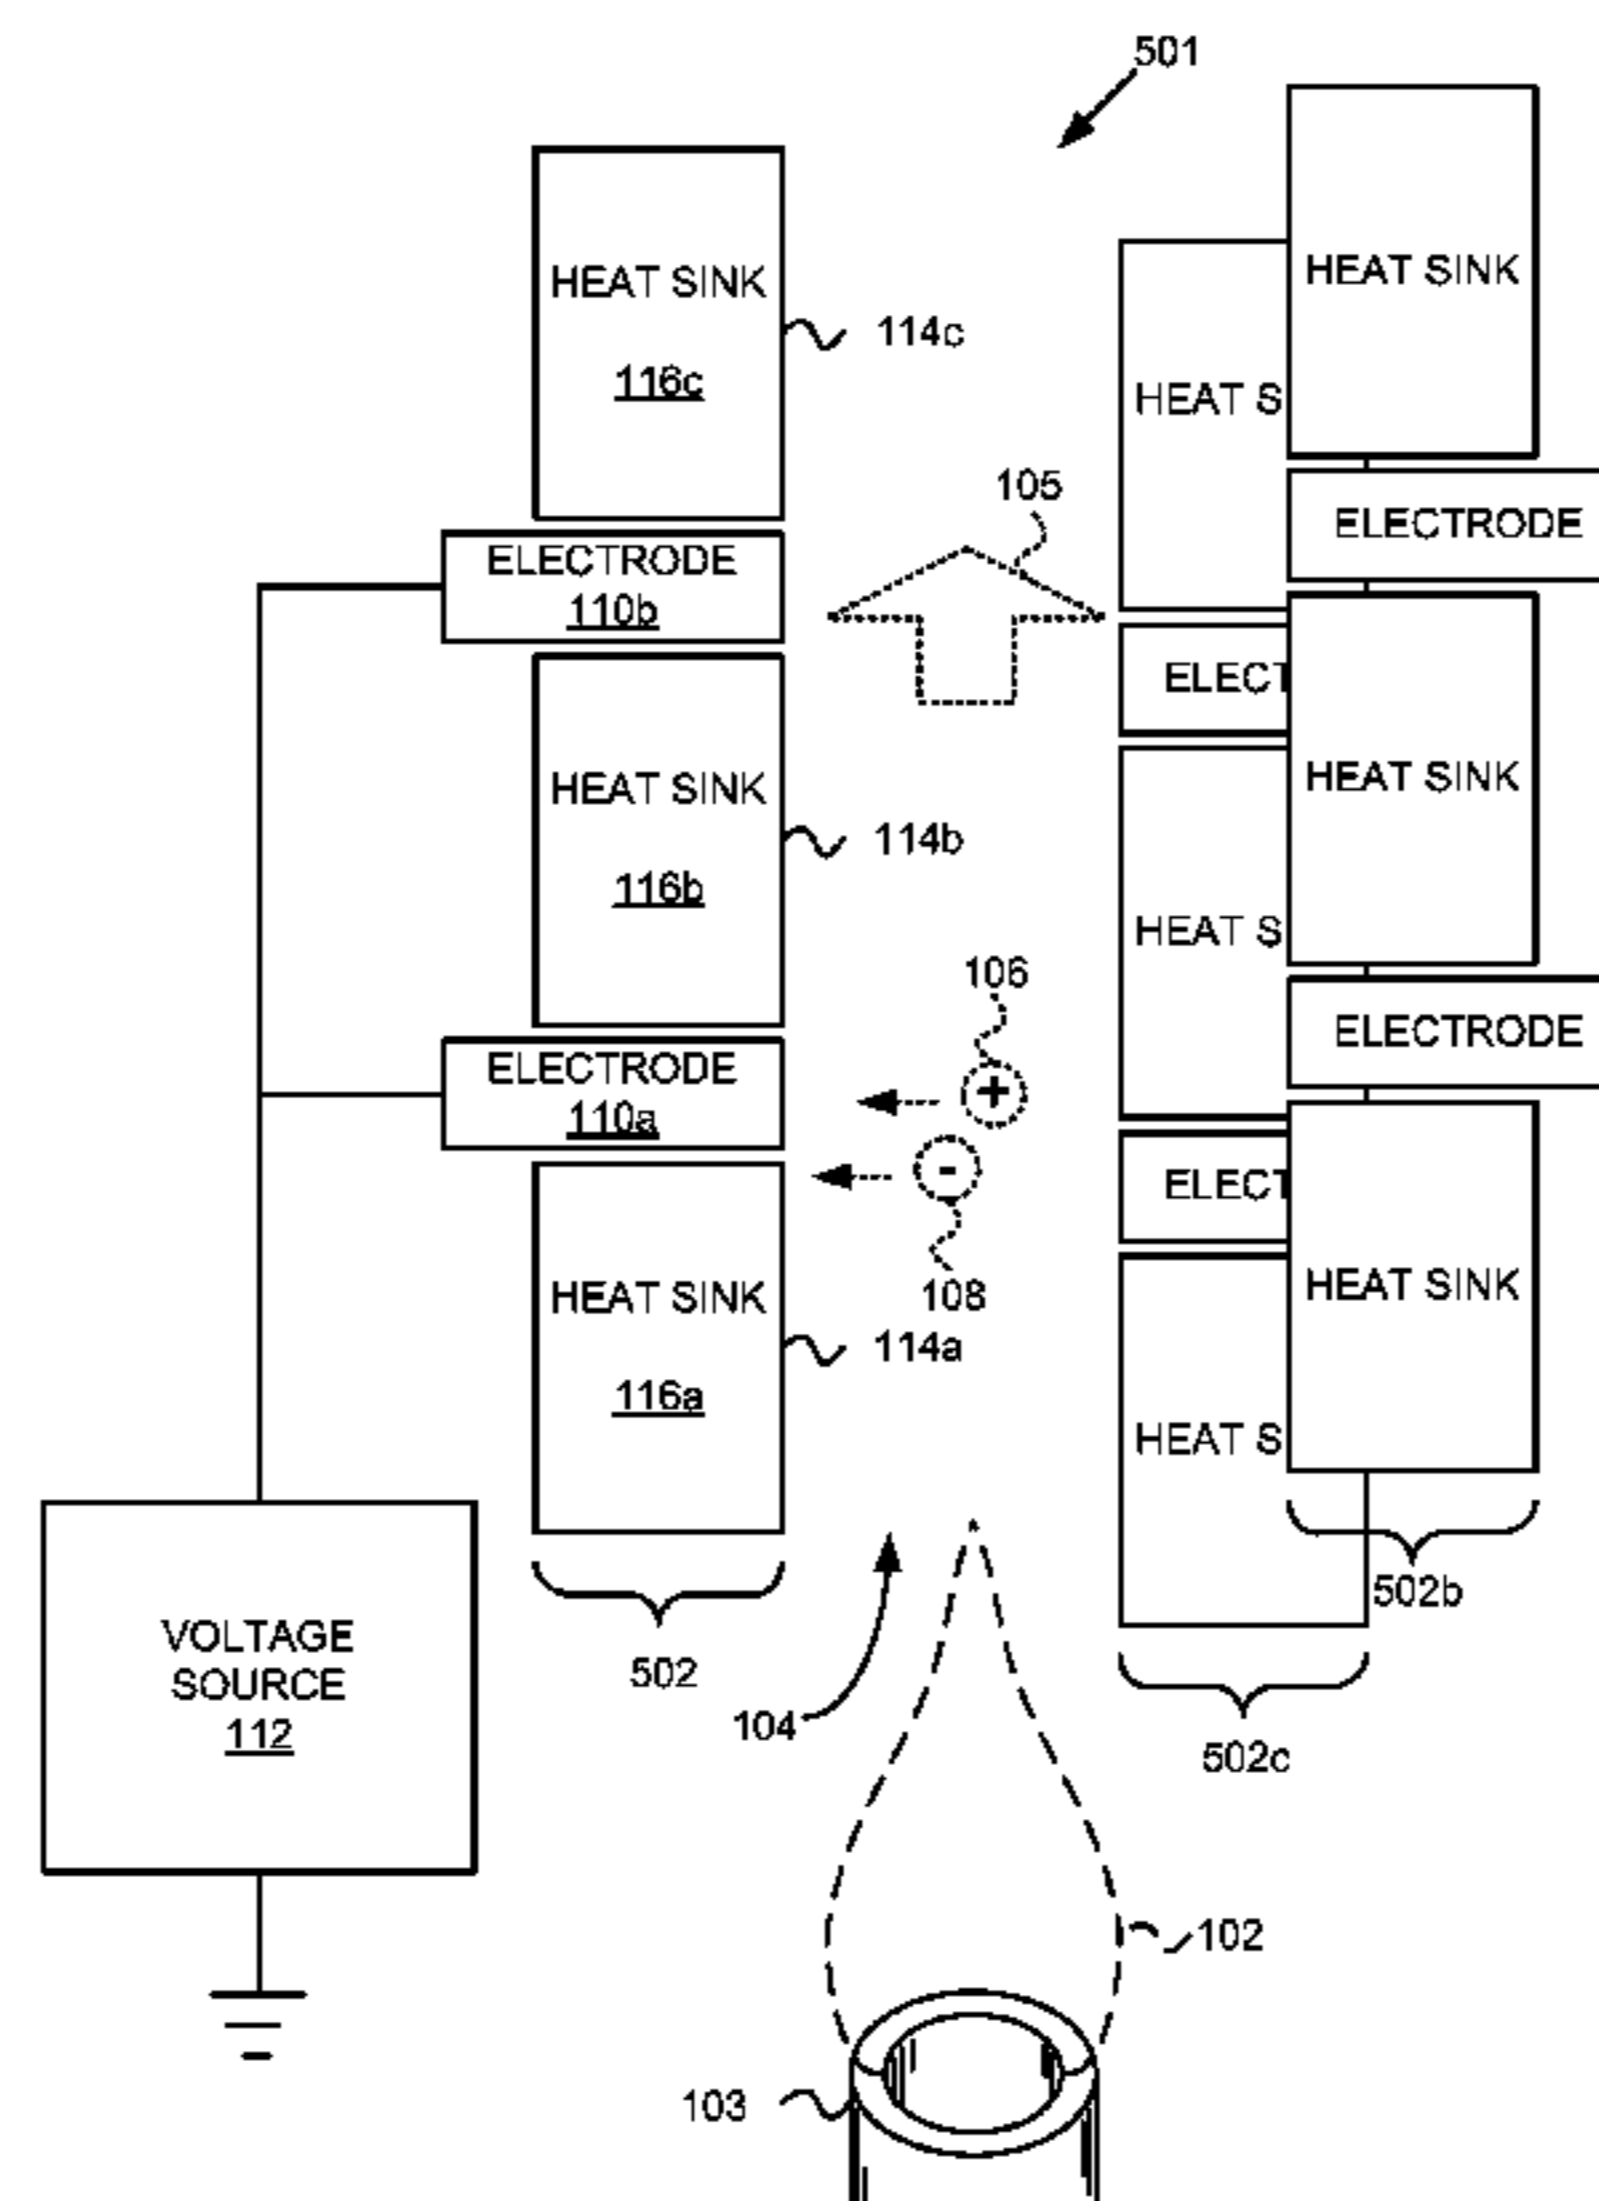 501
HEAT SINK
116c
114c
HEAT SINK
HEAT S
105
ELECTRODE
110b
ELECTRODE
ELECT
HEAT SINK
116b
114b
HEAT SINK
HEAT S
106
+
ELECTRODE
110a
ELECTRODE
-
ELECT
108
HEAT SINK
116a
114a
HEAT SINK
HEAT S
502b
502
104
502c
VOLTAGE
SOURCE
112
102
103